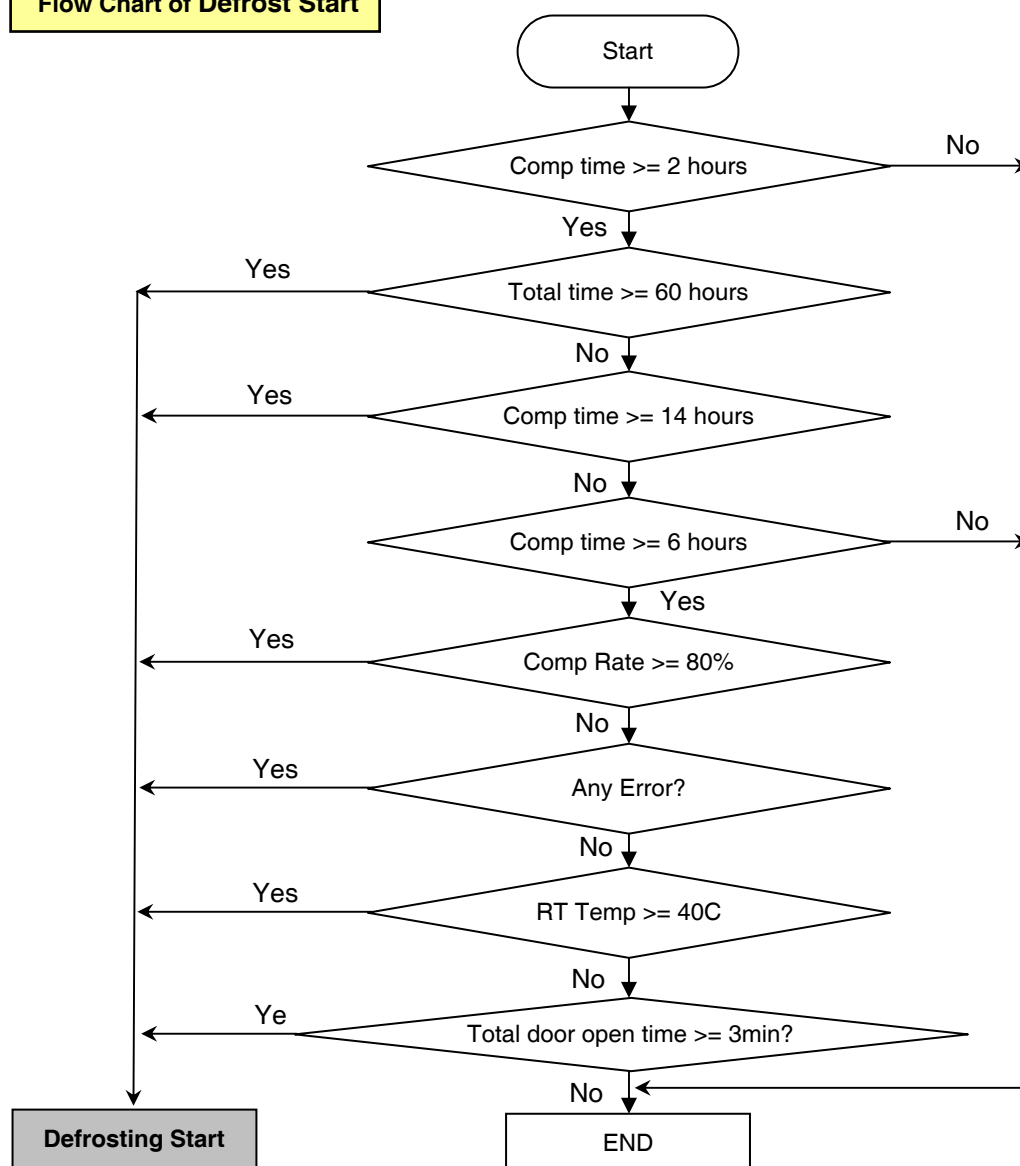 Flow Chart of Defrost Start
Start
Comp time >= 2 hours
No
Yes
Yes
Total time >= 60 hours
No
Yes
Comp time >= 14 hours
No
Comp time >= 6 hours
No
Yes
Yes
Comp Rate >= 80%
No
Yes
Any Error?
No
Yes
RT Temp >= 40C
No
Ye
Total door open time >= 3min?
No
Defrosting Start
END